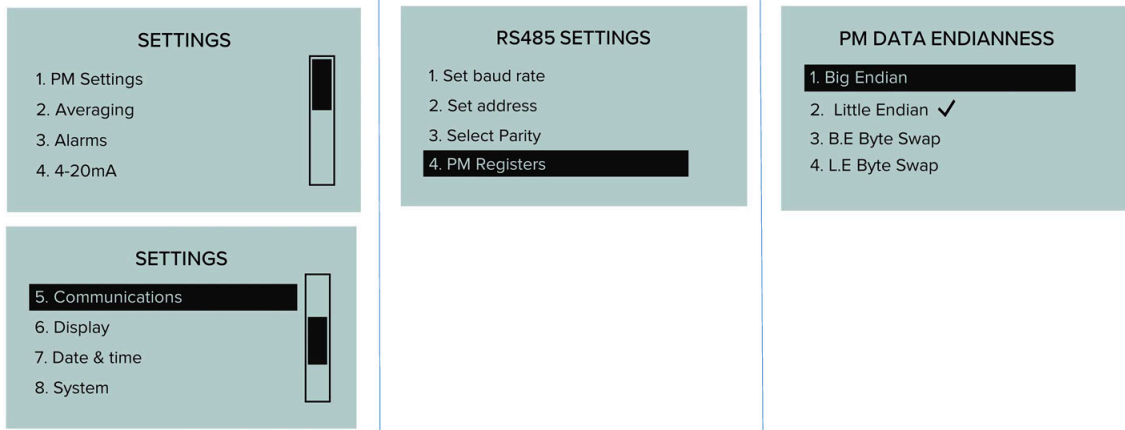 SETTINGS
1. PM Settings
2. Averaging
3. Alarms
4. 4-20mA
SETTINGS
5. Communications
6. Display
7. Date & time
8. System
RS485 SETTINGS
1. Set baud rate
2. Set address
3. Select Parity
4. PM Registers
PM DATA ENDIANNESS
1. Big Endian
2. Little Endian ✓
3. B.E Byte Swap
4. L.E Byte Swap